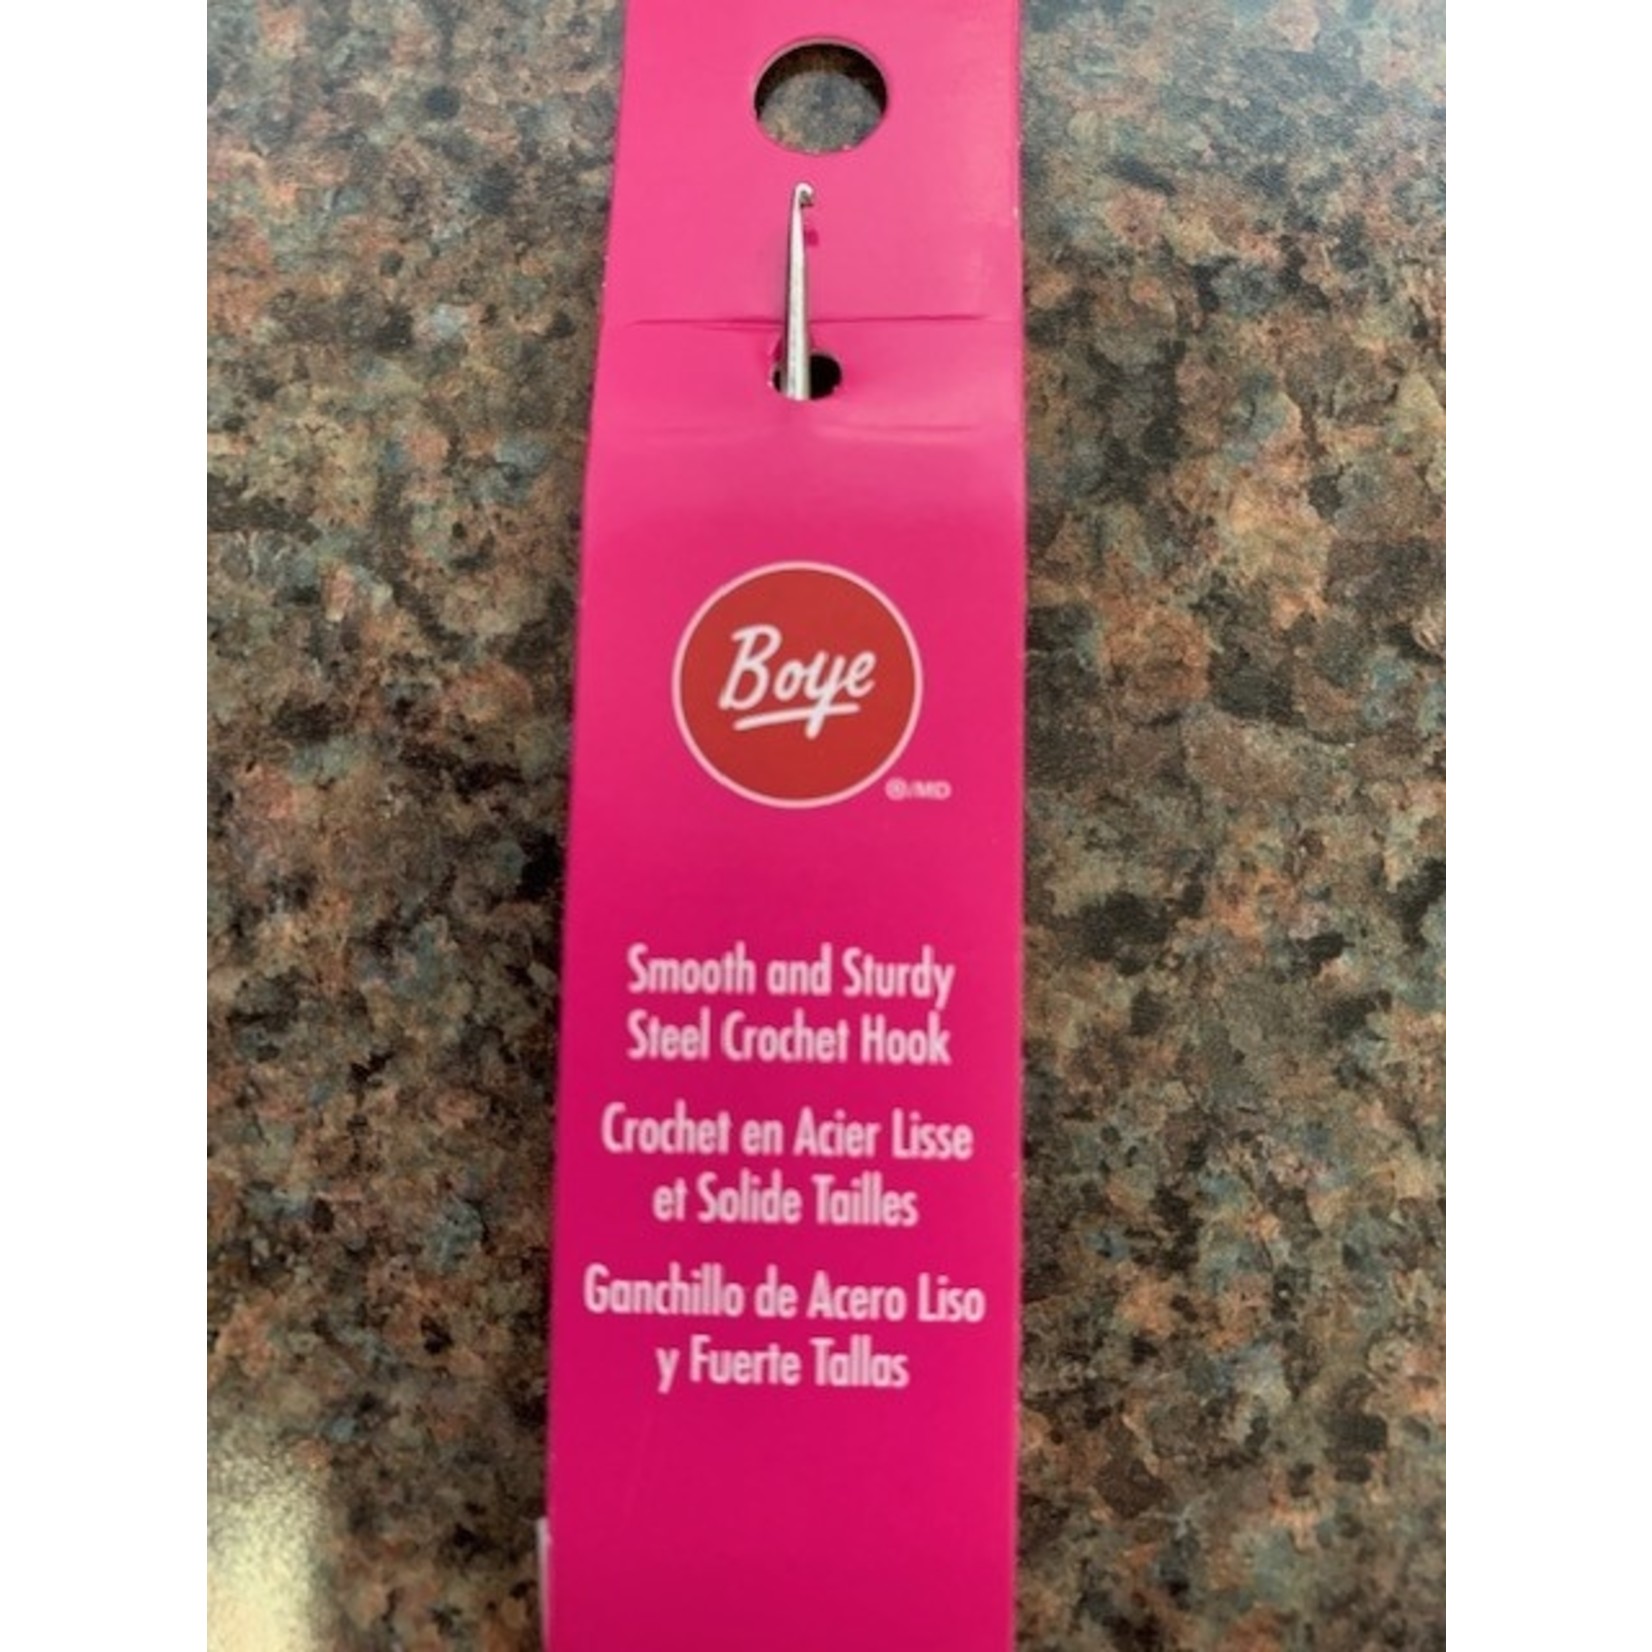 Boye
®/MD
Smooth and Sturdy
Steel Crochet Hook
Crochet en Acier Lisse
et Solide Tailles
Ganchillo de Acero Liso
y Fuerte Tallas